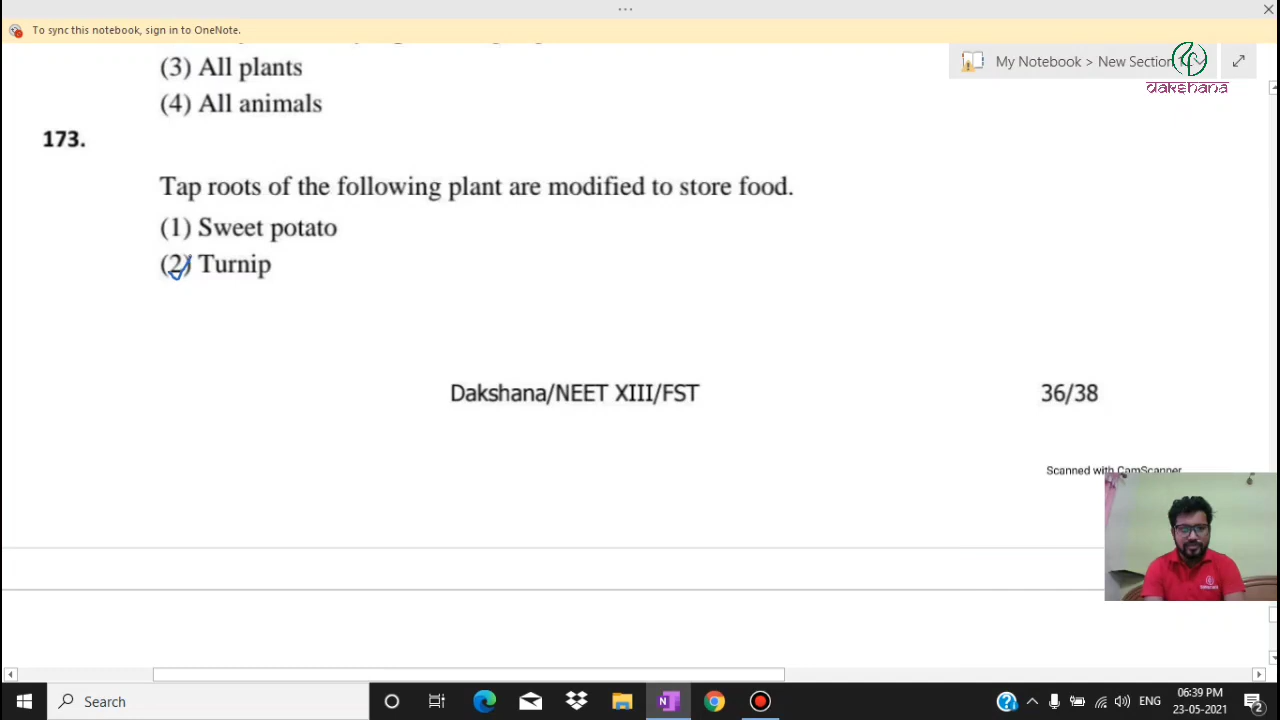 ...
To sync this notebook, sign in to OneNote.
(3) All plants
My Notebook > New Section 1
dakshana
(4) All animals
173.
Tap roots of the following plant are modified to store food.
(1) Sweet potato
(2) Turnip
Dakshana/NEET XIII/FST
36/38
Scanned with CamScanner
Search
ENG
06:39 PM
23-05-2021
2